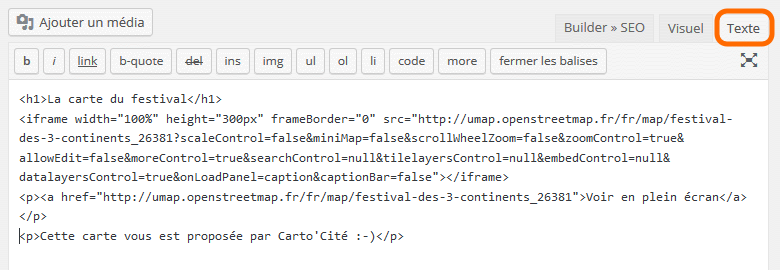 Ajouter un média
Builder » SEO Visuel Texte
b i link b-quote del ins img ul ol li code more fermer les balises
<h1>La carte du festival</h1>
<iframe width="100%" height="300px" frameBorder="0" src="http://umap.openstreetmap.fr/fr/map/festival-
des-3-continents_26381?scaleControl=false&miniMap=false&scrollWheelZoom=false&zoomControl=true&
allowEdit=false&moreControl=true&searchControl=null&tilelayersControl=null&embedControl=null&
datalayersControl=true&onLoadPanel=caption&captionBar=false"></iframe>
<p><a href="http://umap.openstreetmap.fr/fr/map/festival-des-3-continents_26381">Voir en plein écran</a>
</p>
<p>Cette carte vous est proposée par Carto'Cité :-)</p>